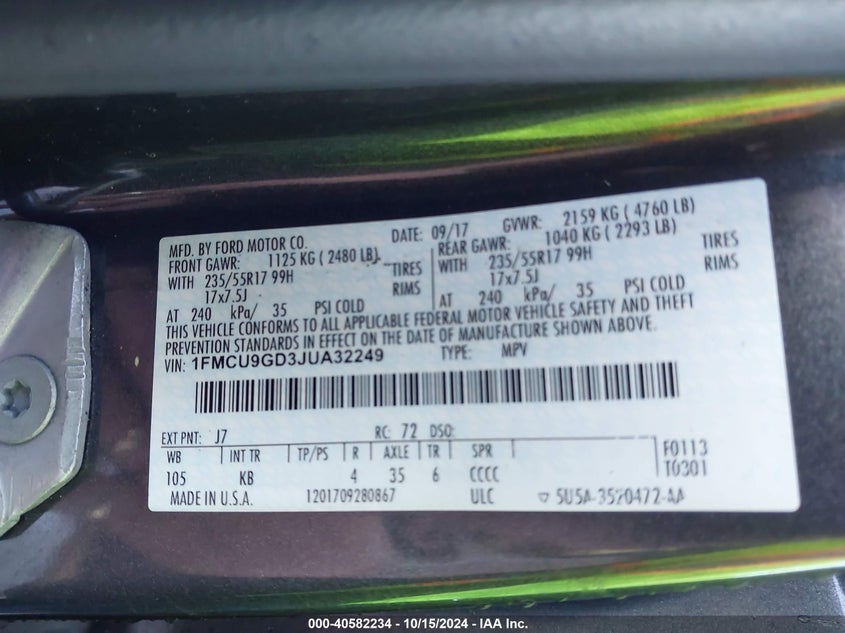 MFD. BY FORD MOTOR CO. DATE: 09/17 GVWR: 2159 KG ( 4760 LB)
FRONT GAWR: 1125 KG ( 2480 LB) REAR GAWR: 1040 KG ( 2293 LB)
WITH 235/55R17 99H TIRES WITH 235/55R17 99H TIRES
17x7.5J RIMS 17x7.5J RIMS
AT 240 kPa/ 35 PSI COLD AT 240 kPa/ 35 PSI COLD
THIS VEHICLE CONFORMS TO ALL APPLICABLE FEDERAL MOTOR VEHICLE SAFETY AND THEFT
PREVENTION STANDARDS IN EFFECT ON THE DATE OF MANUFACTURE SHOWN ABOVE.
VIN: 1FMCU9GD3JUA32249 TYPE: MPV
EXT PNT: J7 RC: 72 DSO:
WB INT TR TP/PS R AXLE TR SPR F0113
105 KB 4 35 6 CCCC T0301
MADE IN U.S.A. 1201709280867 ULC ▽ 5U5A-3520472-AA
000-40582234 - 10/15/2024 - IAA Inc.